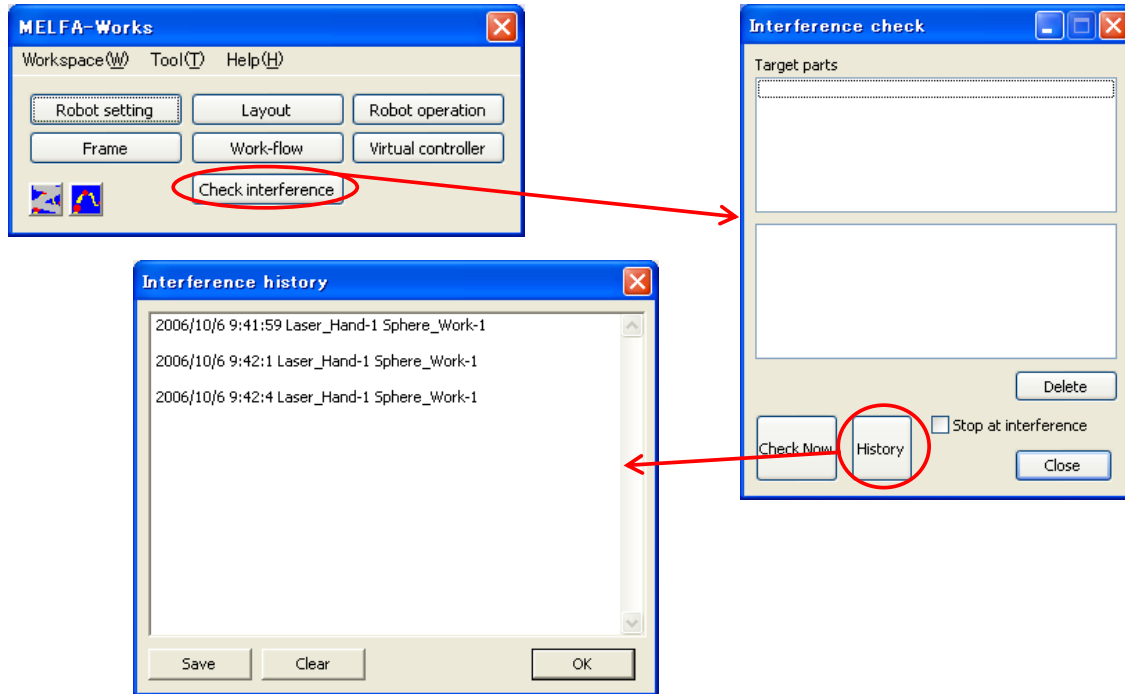 MELFA-Works
Workspace(W) Tool(T) Help(H)
Robot setting Layout Robot operation
Frame Work-flow Virtual controller
Check interference
Interference check
Target parts
Delete
Check Now History Stop at interference
Close
Interference history
2006/10/6 9:41:59 Laser_Hand-1 Sphere_Work-1
2006/10/6 9:42:1 Laser_Hand-1 Sphere_Work-1
2006/10/6 9:42:4 Laser_Hand-1 Sphere_Work-1
Save Clear OK